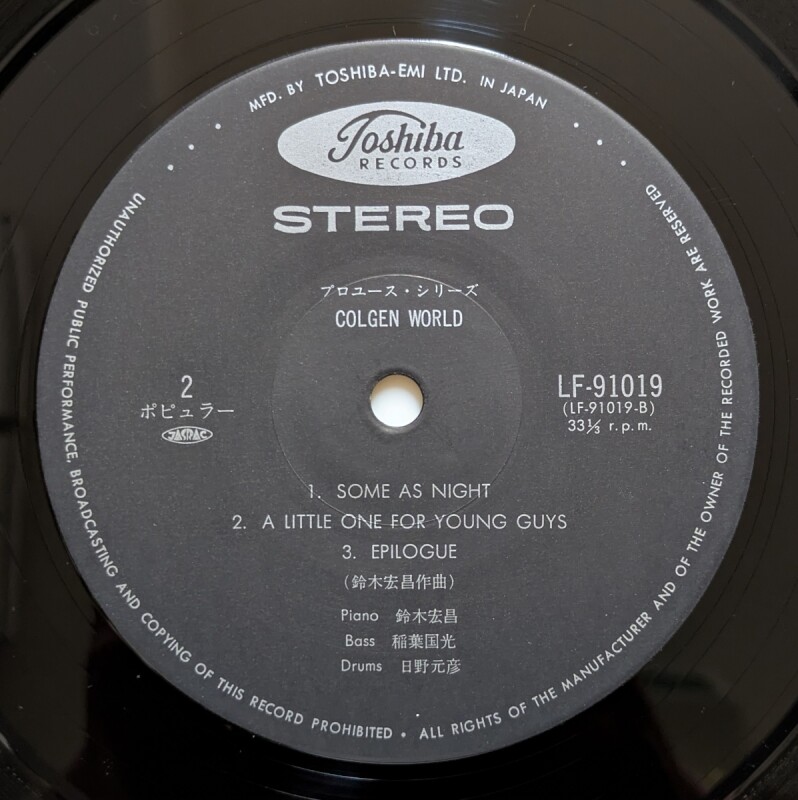 MFD. BY TOSHIBA-EMI LTD. IN JAPAN
Toshiba
RECORDS
STEREO
プロユース・シリーズ
COLGEN WORLD
2
ポピュラー
JASRAC
LF-91019
(LF-91019-B)
33⅓ r.p.m.
1. SOME AS NIGHT
2. A LITTLE ONE FOR YOUNG GUYS
3. EPILOGUE
(鈴木宏昌作曲)
Piano 鈴木宏昌
Bass 稲葉国光
Drums 日野元彦
UNAUTHORIZED PUBLIC PERFORMANCE, BROADCASTING AND COPYING OF THIS RECORD PROHIBITED • ALL RIGHTS OF THE MANUFACTURER AND OF THE OWNER OF THE RECORDED WORK ARE RESERVED